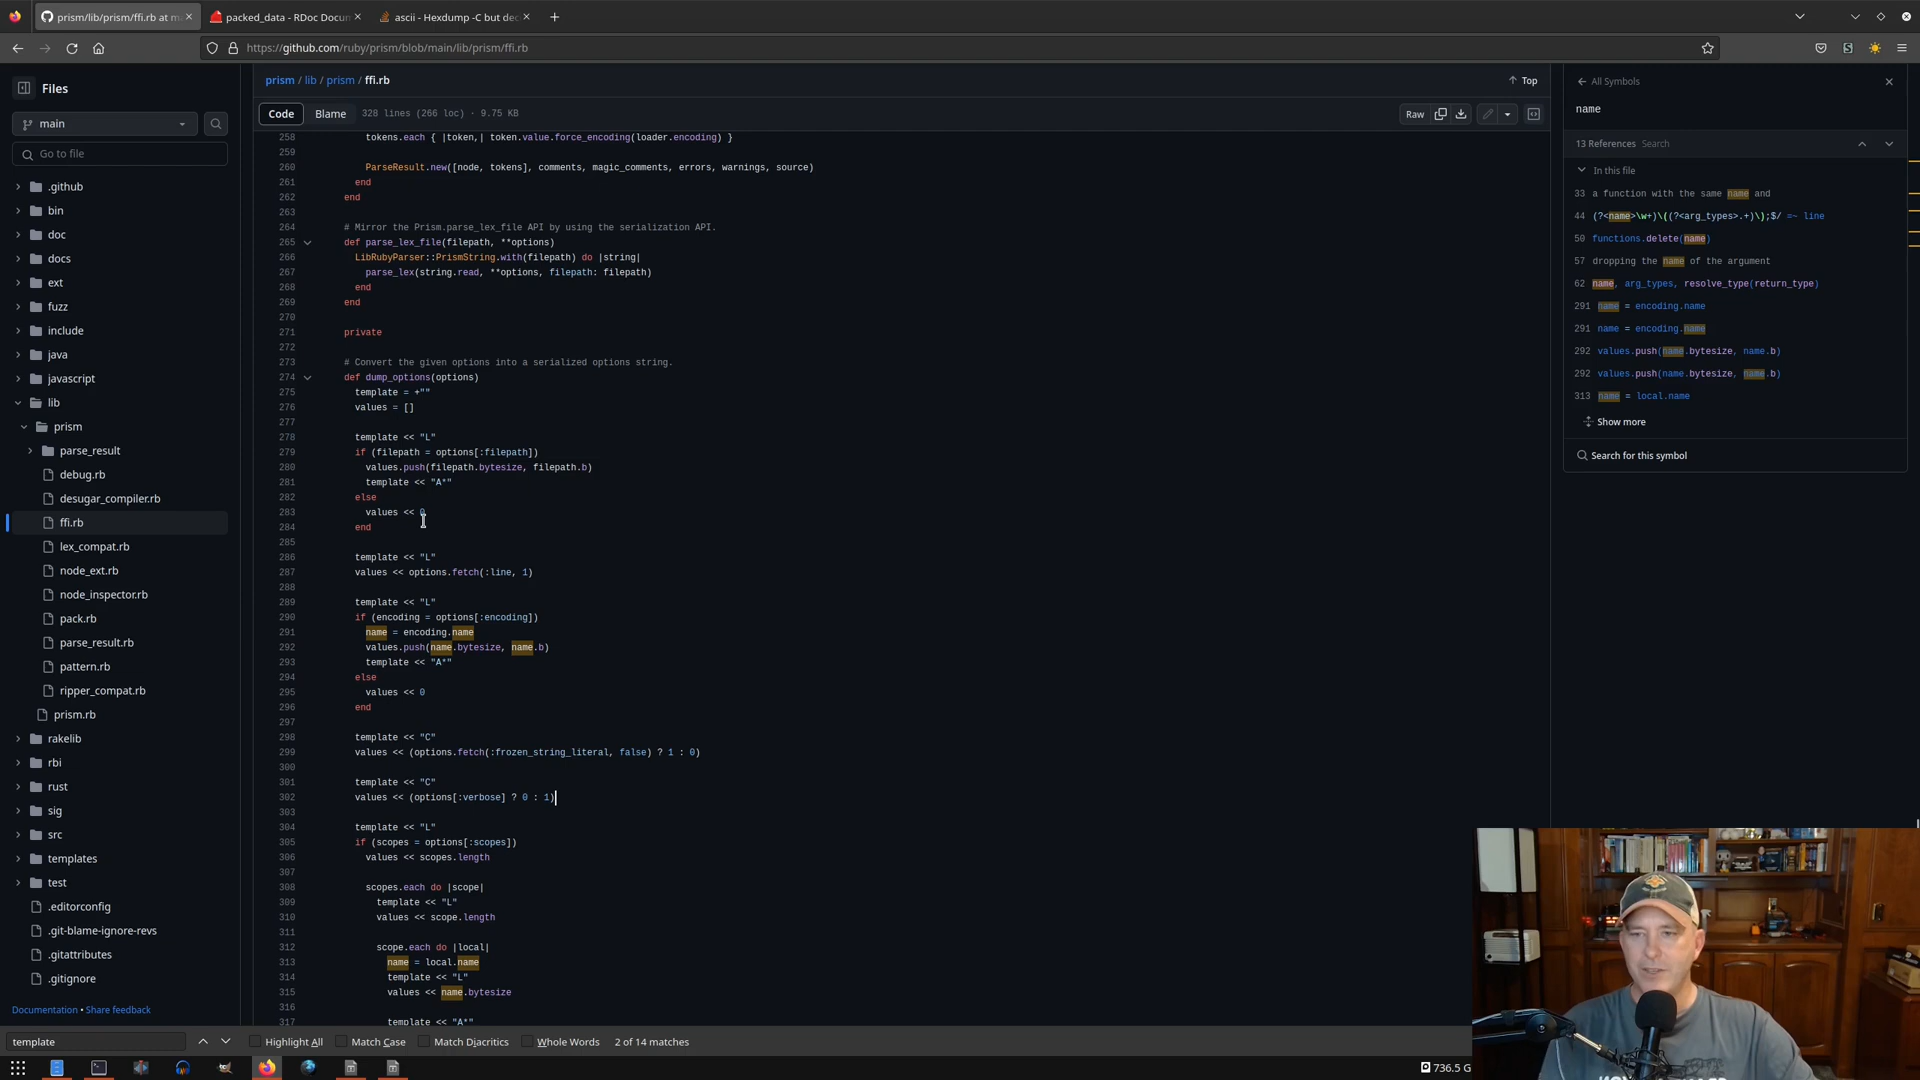 prism/lib/prism/ffi.rb at m
packed_data - RDoc Docum
ascii - Hexdump -C but dec
https://github.com/ruby/prism/blob/main/lib/prism/ffi.rb
Files
main
Go to file
.github
bin
doc
docs
ext
fuzz
include
java
javascript
lib
prism
parse_result
debug.rb
desugar_compiler.rb
ffi.rb
lex_compat.rb
node_ext.rb
node_inspector.rb
pack.rb
parse_result.rb
pattern.rb
ripper_compat.rb
prism.rb
rakelib
rbi
rust
sig
src
templates
test
.editorconfig
.git-blame-ignore-revs
.gitattributes
.gitignore
Documentation • Share feedback
prism / lib / prism / ffi.rb
Top
Code Blame 328 lines (266 loc) · 9.75 KB
Raw
258 tokens.each { |token,| token.value.force_encoding(loader.encoding) }
259
260 ParseResult.new([node, tokens], comments, magic_comments, errors, warnings, source)
261 end
262 end
263
264 # Mirror the Prism.parse_lex_file API by using the serialization API.
265 def parse_lex_file(filepath, **options)
266 LibRubyParser::PrismString.with(filepath) do |string|
267 parse_lex(string.read, **options, filepath: filepath)
268 end
269 end
270
271 private
272
273 # Convert the given options into a serialized options string.
274 def dump_options(options)
275 template = +""
276 values = []
277
278 template << "L"
279 if (filepath = options[:filepath])
280 values.push(filepath.bytesize, filepath.b)
281 template << "A*"
282 else
283 values << 0
284 end
285
286 template << "L"
287 values << options.fetch(:line, 1)
288
289 template << "L"
290 if (encoding = options[:encoding])
291 name = encoding.name
292 values.push(name.bytesize, name.b)
293 template << "A*"
294 else
295 values << 0
296 end
297
298 template << "C"
299 values << (options.fetch(:frozen_string_literal, false) ? 1 : 0)
300
301 template << "C"
302 values << (options[:verbose] ? 0 : 1)
303
304 template << "L"
305 if (scopes = options[:scopes])
306 values << scopes.length
307
308 scopes.each do |scope|
309 template << "L"
310 values << scope.length
311
312 scope.each do |local|
313 name = local.name
314 template << "L"
315 values << name.bytesize
316
317 template << "A*"
All Symbols
name
13 References Search
In this file
33 a function with the same name and
44 (?<name>\w+)\((?<arg_types>.+)\);$/ =~ line
50 functions.delete(name)
57 dropping the name of the argument
62 name, arg_types, resolve_type(return_type)
291 name = encoding.name
291 name = encoding.name
292 values.push(name.bytesize, name.b)
292 values.push(name.bytesize, name.b)
313 name = local.name
Show more
Search for this symbol
template
Highlight All Match Case Match Diacritics Whole Words 2 of 14 matches
736.5 G